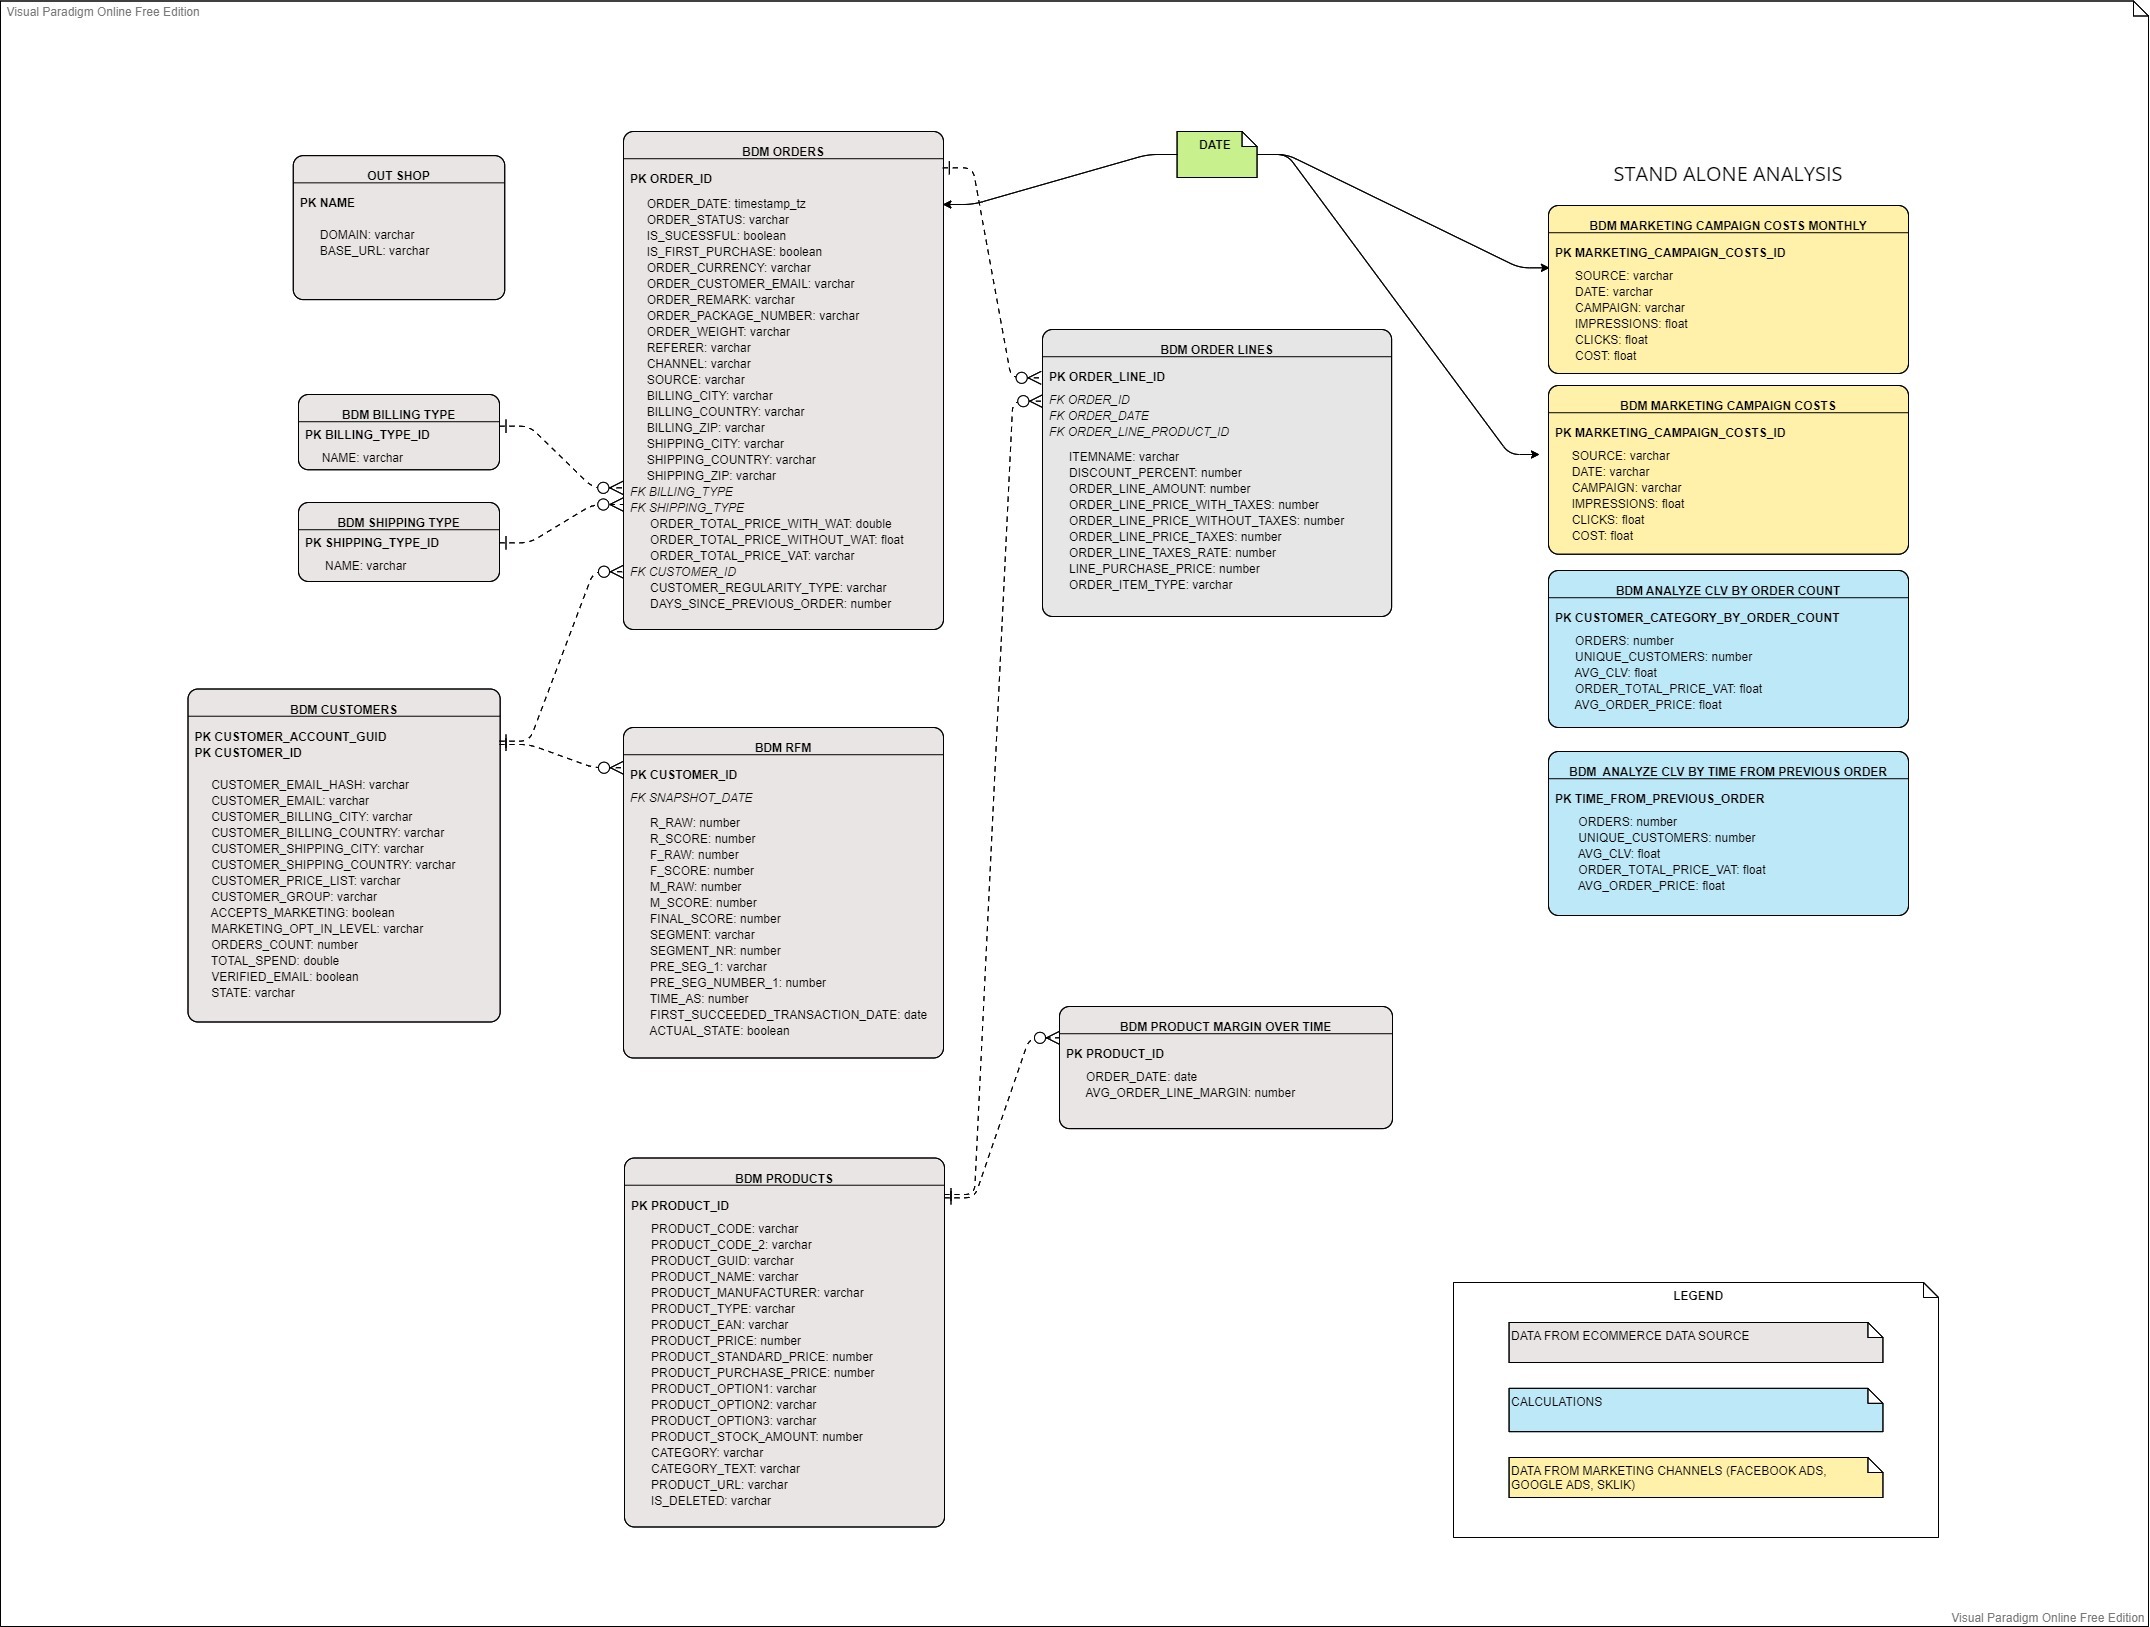 Visual Paradigm Online Free Edition
OUT SHOP
PK NAME
DOMAIN: varchar
BASE_URL: varchar
BDM BILLING TYPE
PK BILLING_TYPE_ID
NAME: varchar
BDM SHIPPING TYPE
PK SHIPPING_TYPE_ID
NAME: varchar
BDM CUSTOMERS
PK CUSTOMER_ACCOUNT_GUID
PK CUSTOMER_ID
CUSTOMER_EMAIL_HASH: varchar
CUSTOMER_EMAIL: varchar
CUSTOMER_BILLING_CITY: varchar
CUSTOMER_BILLING_COUNTRY: varchar
CUSTOMER_SHIPPING_CITY: varchar
CUSTOMER_SHIPPING_COUNTRY: varchar
CUSTOMER_PRICE_LIST: varchar
CUSTOMER_GROUP: varchar
ACCEPTS_MARKETING: boolean
MARKETING_OPT_IN_LEVEL: varchar
ORDERS_COUNT: number
TOTAL_SPEND: double
VERIFIED_EMAIL: boolean
STATE: varchar
BDM ORDERS
PK ORDER_ID
ORDER_DATE: timestamp_tz
ORDER_STATUS: varchar
IS_SUCESSFUL: boolean
IS_FIRST_PURCHASE: boolean
ORDER_CURRENCY: varchar
ORDER_CUSTOMER_EMAIL: varchar
ORDER_REMARK: varchar
ORDER_PACKAGE_NUMBER: varchar
ORDER_WEIGHT: varchar
REFERER: varchar
CHANNEL: varchar
SOURCE: varchar
BILLING_CITY: varchar
BILLING_COUNTRY: varchar
BILLING_ZIP: varchar
SHIPPING_CITY: varchar
SHIPPING_COUNTRY: varchar
SHIPPING_ZIP: varchar
FK BILLING_TYPE
FK SHIPPING_TYPE
ORDER_TOTAL_PRICE_WITH_WAT: double
ORDER_TOTAL_PRICE_WITHOUT_WAT: float
ORDER_TOTAL_PRICE_VAT: varchar
FK CUSTOMER_ID
CUSTOMER_REGULARITY_TYPE: varchar
DAYS_SINCE_PREVIOUS_ORDER: number
BDM RFM
PK CUSTOMER_ID
FK SNAPSHOT_DATE
R_RAW: number
R_SCORE: number
F_RAW: number
F_SCORE: number
M_RAW: number
M_SCORE: number
FINAL_SCORE: number
SEGMENT: varchar
SEGMENT_NR: number
PRE_SEG_1: varchar
PRE_SEG_NUMBER_1: number
TIME_AS: number
FIRST_SUCCEEDED_TRANSACTION_DATE: date
ACTUAL_STATE: boolean
BDM PRODUCTS
PK PRODUCT_ID
PRODUCT_CODE: varchar
PRODUCT_CODE_2: varchar
PRODUCT_GUID: varchar
PRODUCT_NAME: varchar
PRODUCT_MANUFACTURER: varchar
PRODUCT_TYPE: varchar
PRODUCT_EAN: varchar
PRODUCT_PRICE: number
PRODUCT_STANDARD_PRICE: number
PRODUCT_PURCHASE_PRICE: number
PRODUCT_OPTION1: varchar
PRODUCT_OPTION2: varchar
PRODUCT_OPTION3: varchar
PRODUCT_STOCK_AMOUNT: number
CATEGORY: varchar
CATEGORY_TEXT: varchar
PRODUCT_URL: varchar
IS_DELETED: varchar
DATE
BDM ORDER LINES
PK ORDER_LINE_ID
FK ORDER_ID
FK ORDER_DATE
FK ORDER_LINE_PRODUCT_ID
ITEMNAME: varchar
DISCOUNT_PERCENT: number
ORDER_LINE_AMOUNT: number
ORDER_LINE_PRICE_WITH_TAXES: number
ORDER_LINE_PRICE_WITHOUT_TAXES: number
ORDER_LINE_PRICE_TAXES: number
ORDER_LINE_TAXES_RATE: number
LINE_PURCHASE_PRICE: number
ORDER_ITEM_TYPE: varchar
BDM PRODUCT MARGIN OVER TIME
PK PRODUCT_ID
ORDER_DATE: date
AVG_ORDER_LINE_MARGIN: number
STAND ALONE ANALYSIS
BDM MARKETING CAMPAIGN COSTS MONTHLY
PK MARKETING_CAMPAIGN_COSTS_ID
SOURCE: varchar
DATE: varchar
CAMPAIGN: varchar
IMPRESSIONS: float
CLICKS: float
COST: float
BDM MARKETING CAMPAIGN COSTS
PK MARKETING_CAMPAIGN_COSTS_ID
SOURCE: varchar
DATE: varchar
CAMPAIGN: varchar
IMPRESSIONS: float
CLICKS: float
COST: float
BDM ANALYZE CLV BY ORDER COUNT
PK CUSTOMER_CATEGORY_BY_ORDER_COUNT
ORDERS: number
UNIQUE_CUSTOMERS: number
AVG_CLV: float
ORDER_TOTAL_PRICE_VAT: float
AVG_ORDER_PRICE: float
BDM ANALYZE CLV BY TIME FROM PREVIOUS ORDER
PK TIME_FROM_PREVIOUS_ORDER
ORDERS: number
UNIQUE_CUSTOMERS: number
AVG_CLV: float
ORDER_TOTAL_PRICE_VAT: float
AVG_ORDER_PRICE: float
LEGEND
DATA FROM ECOMMERCE DATA SOURCE
CALCULATIONS
DATA FROM MARKETING CHANNELS (FACEBOOK ADS,
GOOGLE ADS, SKLIK)
Visual Paradigm Online Free Edition